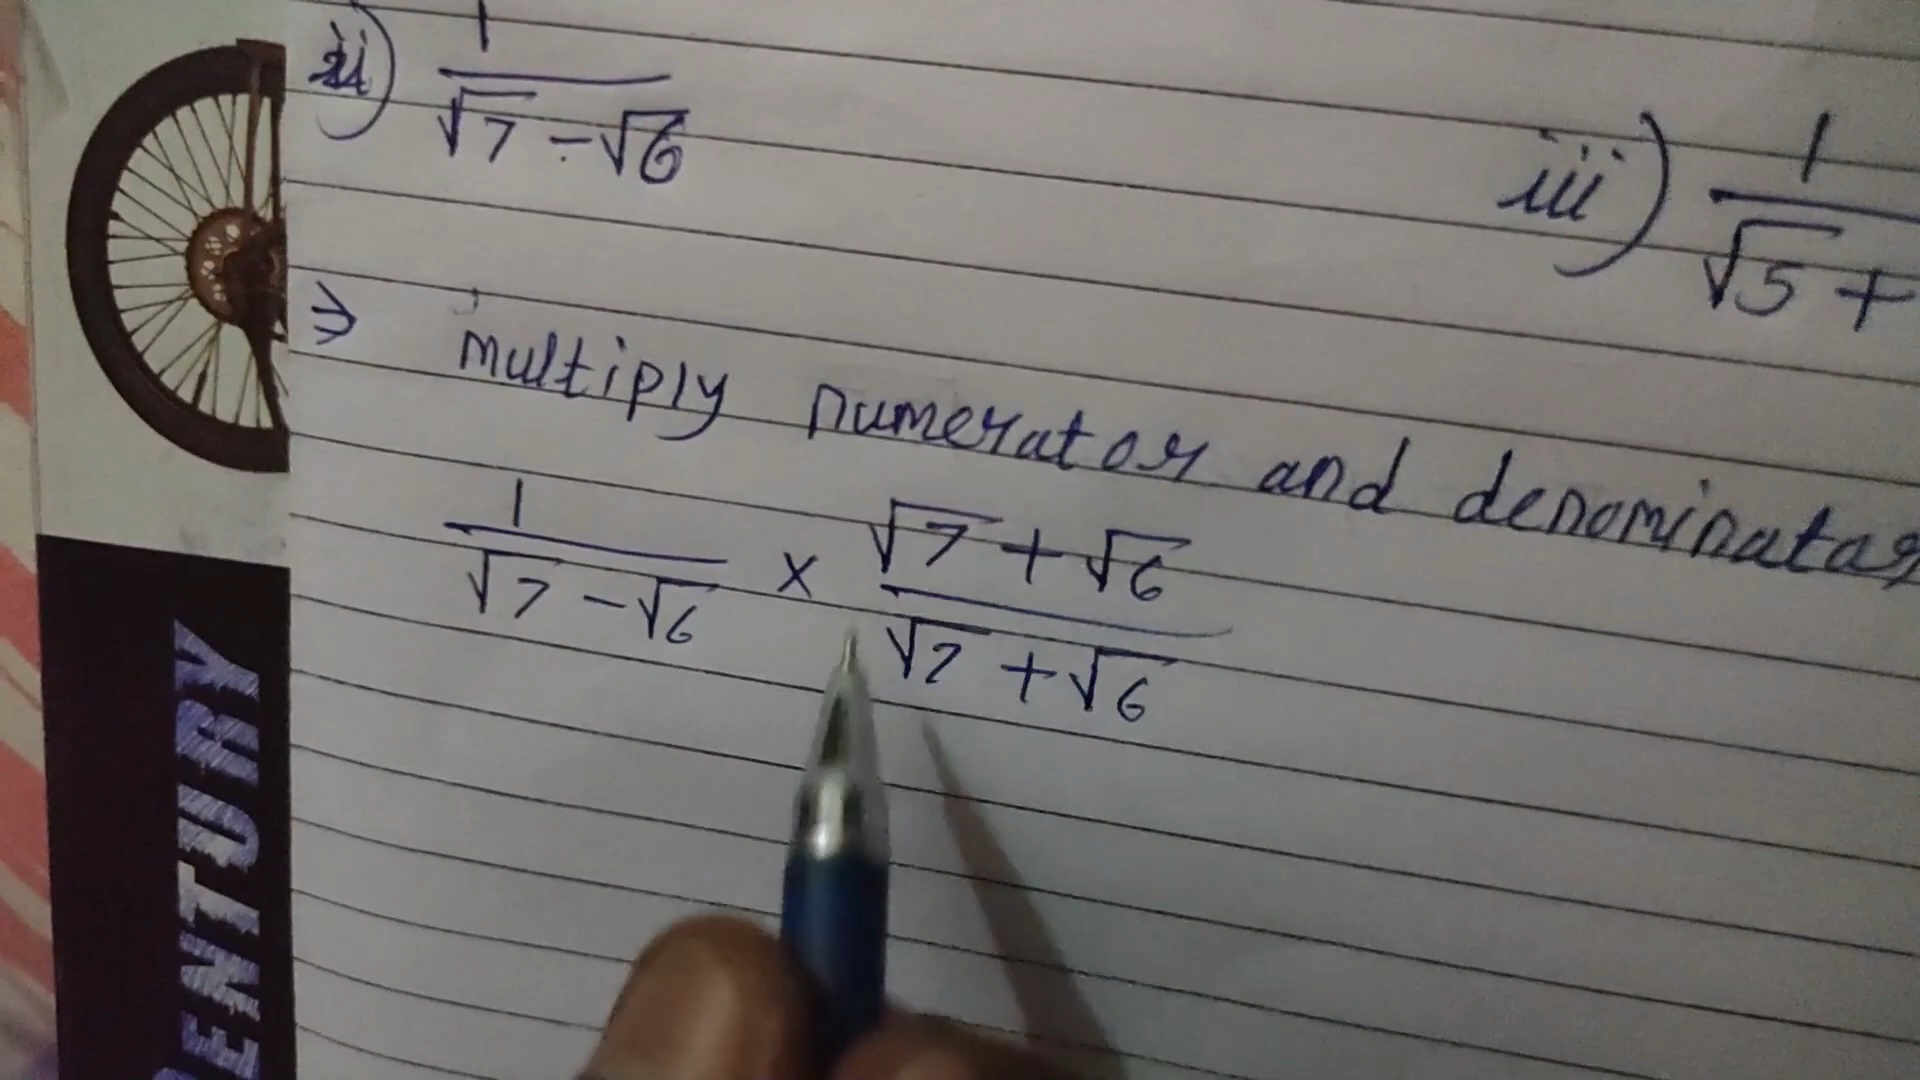 ii) 1/(√7 - √6)
iii) 1/(√5 +
⇒ multiply numerator and denominator
1/(√7 - √6) × (√7 + √6)/(√7 + √6)
ENTURY